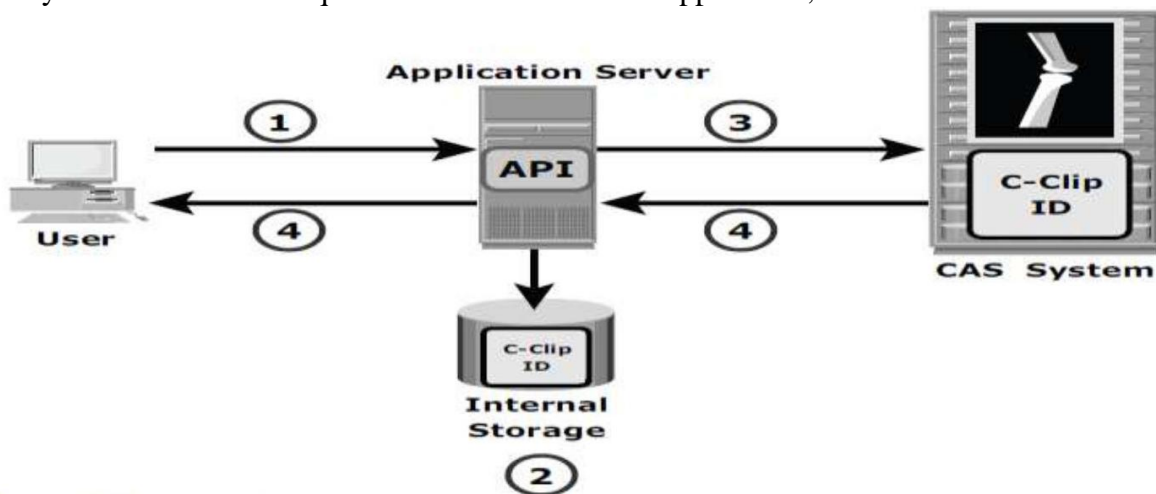 Application Server
1
3
API
C-Clip
ID
User
4
4
CAS System
C-Clip
ID
Internal
Storage
2